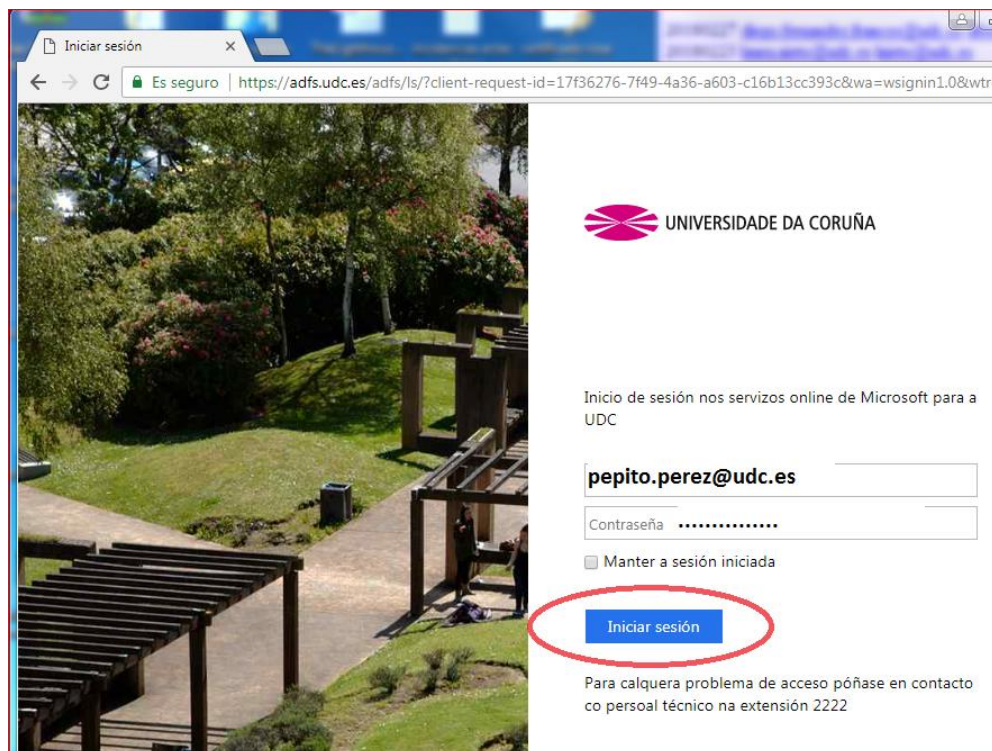 Iniciar sesión
Es seguro | https://adfs.udc.es/adfs/ls/?client-request-id=17f36276-7f49-4a36-a603-c16b13cc393c&wa=wsignin1.0&wtr
UNIVERSIDADE DA CORUÑA
Inicio de sesión nos servizos online de Microsoft para a
UDC
pepito.perez@udc.es
Contraseña ...............
Manter a sesión iniciada
Iniciar sesión
Para calquera problema de acceso póñase en contacto
co persoal técnico na extensión 2222